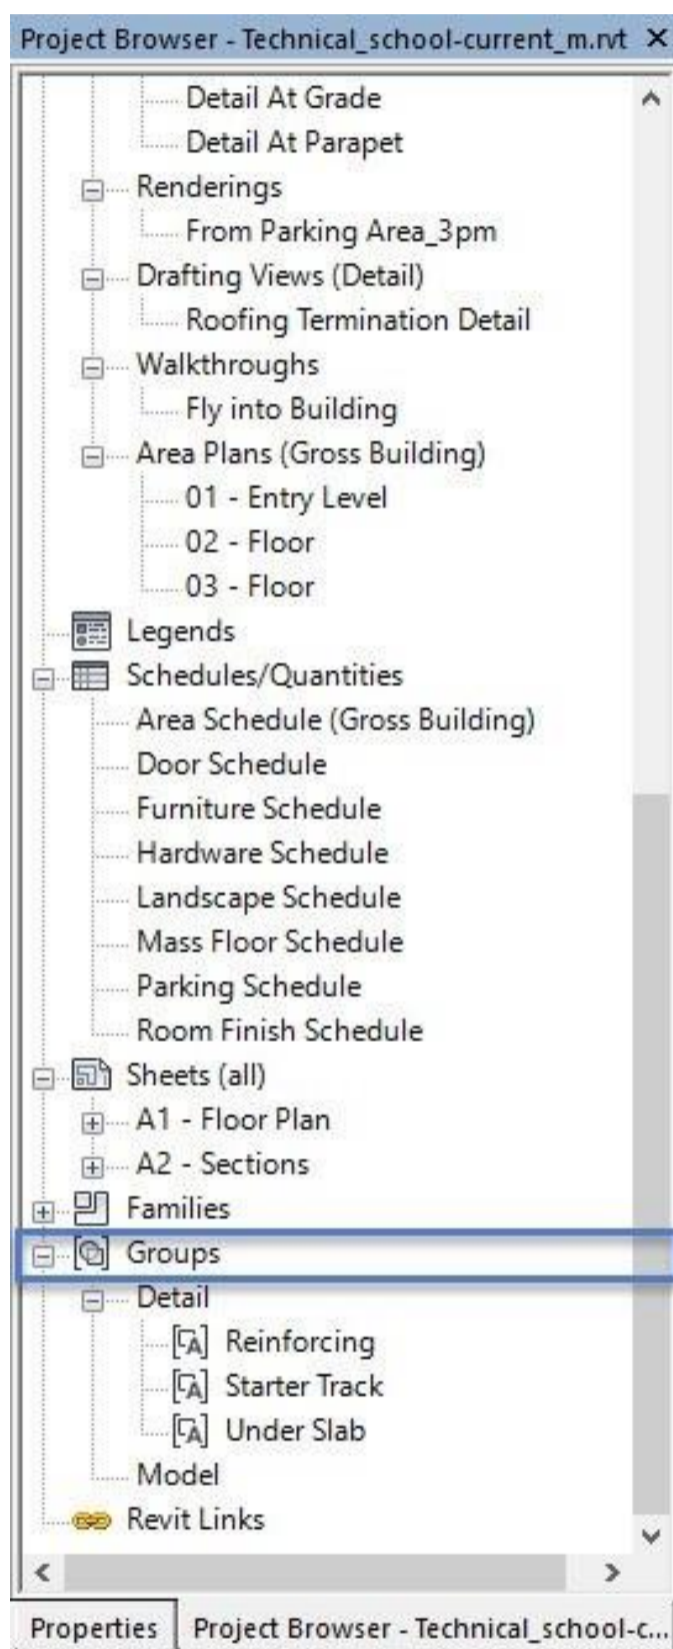 Project Browser - Technical_school-current_m.rvt
Detail At Grade
Detail At Parapet
Renderings
From Parking Area_3pm
Drafting Views (Detail)
Roofing Termination Detail
Walkthroughs
Fly into Building
Area Plans (Gross Building)
01 - Entry Level
02 - Floor
03 - Floor
Legends
Schedules/Quantities
Area Schedule (Gross Building)
Door Schedule
Furniture Schedule
Hardware Schedule
Landscape Schedule
Mass Floor Schedule
Parking Schedule
Room Finish Schedule
Sheets (all)
A1 - Floor Plan
A2 - Sections
Families
Groups
Detail
Reinforcing
Starter Track
Under Slab
Model
Revit Links
Properties Project Browser - Technical_school-c...